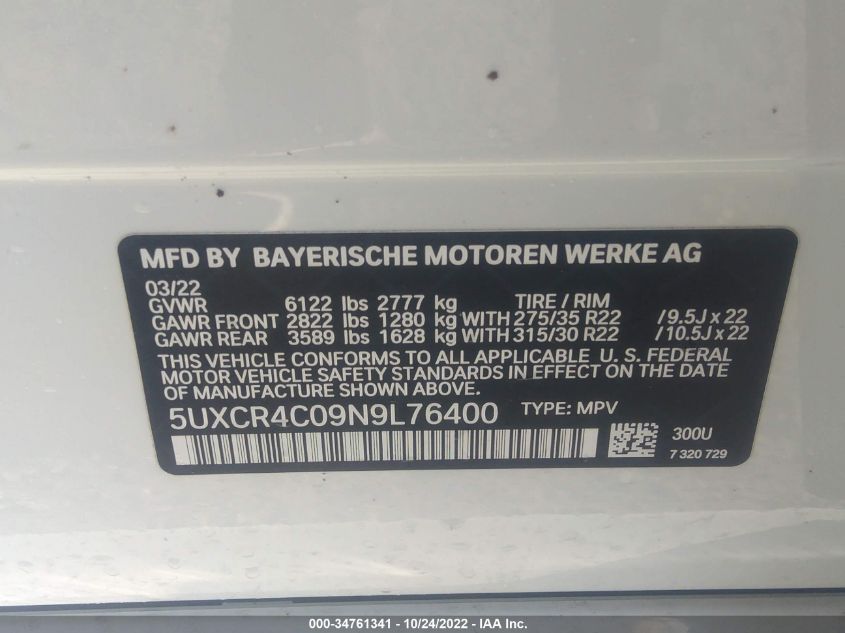 MFD BY BAYERISCHE MOTOREN WERKE AG
03/22
GVWR 6122 lbs 2777 kg TIRE / RIM
GAWR FRONT 2822 lbs 1280 kg WITH 275/35 R22 /9.5J x 22
GAWR REAR 3589 lbs 1628 kg WITH 315/30 R22 /10.5J x 22
THIS VEHICLE CONFORMS TO ALL APPLICABLE U. S. FEDERAL
MOTOR VEHICLE SAFETY STANDARDS IN EFFECT ON THE DATE
OF MANUFACTURE SHOWN ABOVE.
5UXCR4C09N9L76400 TYPE: MPV
300U
7 320 729
000-34761341 - 10/24/2022 - IAA Inc.